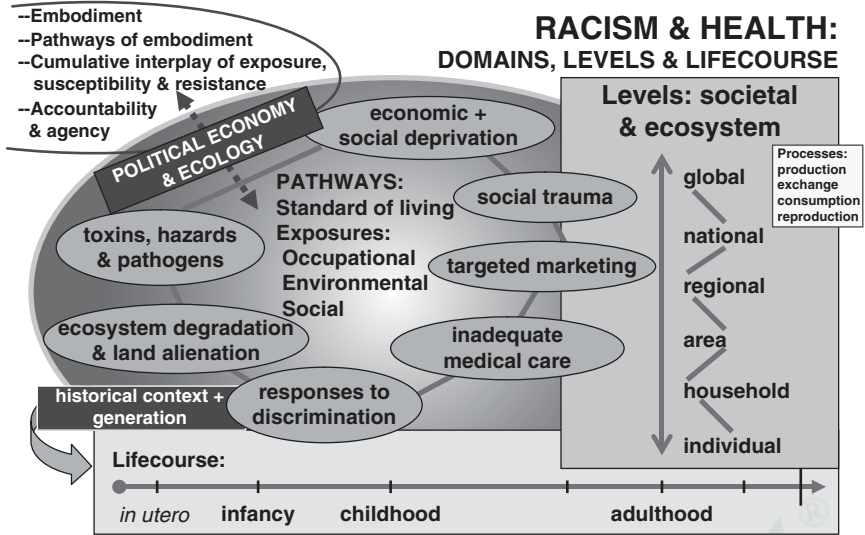 --Embodiment
--Pathways of embodiment
--Cumulative interplay of exposure,
susceptibility & resistance
--Accountability
& agency
RACISM & HEALTH:
DOMAINS, LEVELS & LIFECOURSE
POLITICAL ECONOMY
& ECOLOGY
economic +
social deprivation
PATHWAYS:
Standard of living
Exposures:
Occupational
Environmental
Social
social trauma
toxins, hazards
& pathogens
targeted marketing
ecosystem degradation
& land alienation
inadequate
medical care
historical context +
generation
responses to
discrimination
Levels: societal
& ecosystem
global
national
regional
area
household
individual
Processes:
production
exchange
consumption
reproduction
Lifecourse:
in utero
infancy
childhood
adulthood
®